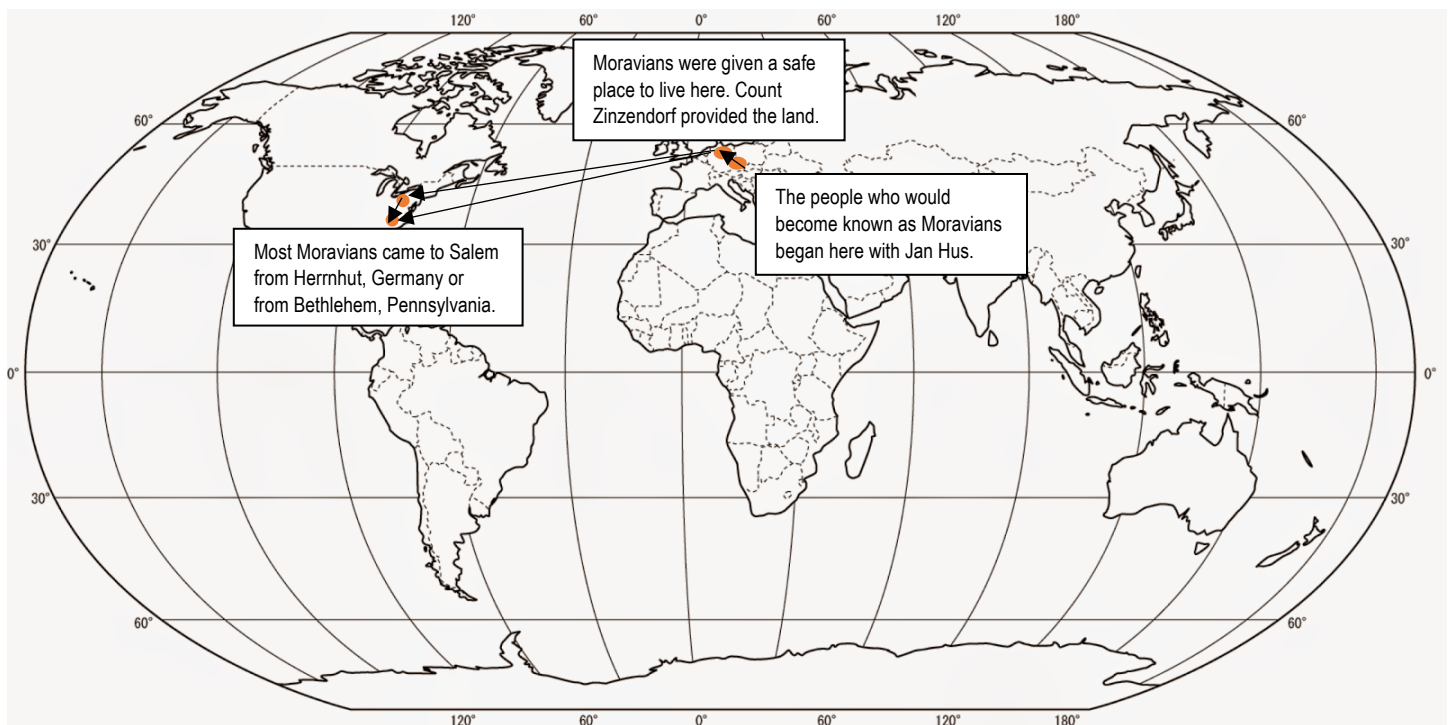 120° 60° 0° 60° 120° 180°
Moravians were given a safe
place to live here. Count
Zinzendorf provided the land.
60° 60°
The people who would
become known as Moravians
began here with Jan Hus.
30° 30°
Most Moravians came to Salem
from Herrnhut, Germany or
from Bethlehem, Pennsylvania.
0° 0°
30° 30°
60° 60°
120° 60° 0° 60° 120° 180°